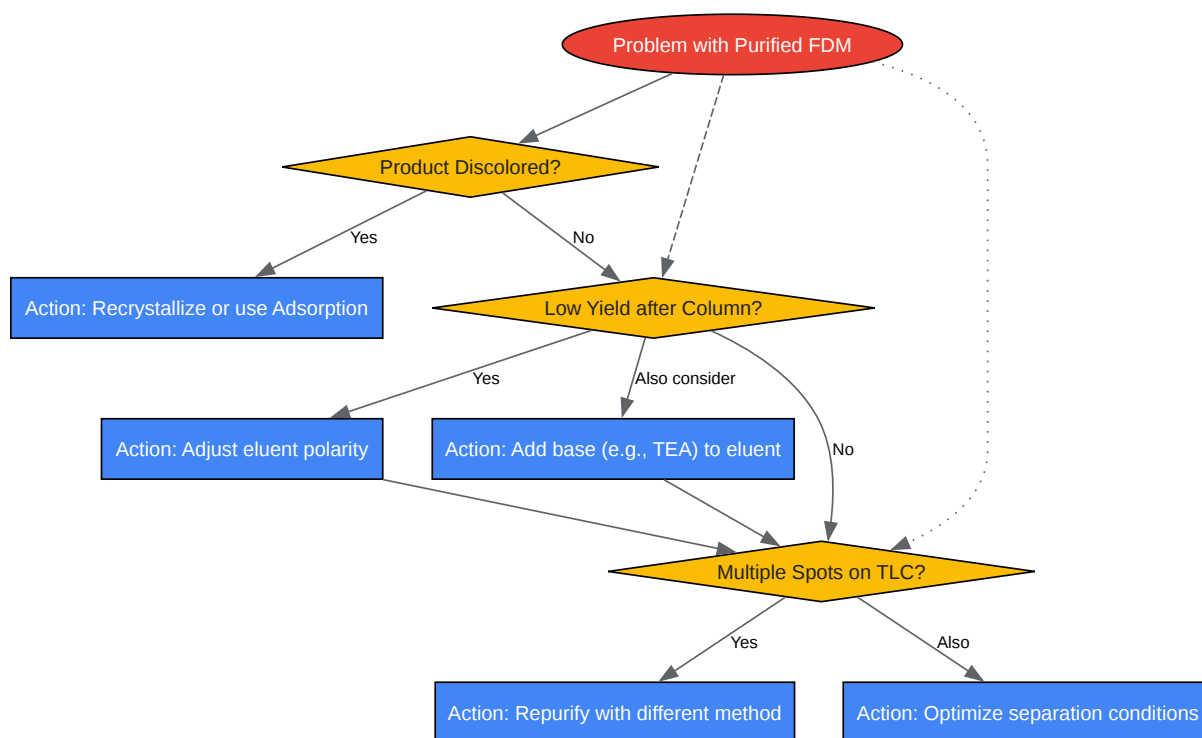 Problem with Purified FDM
Product Discolored?
Yes
No
Action: Recrystallize or use Adsorption
Low Yield after Column?
Yes
Also consider
Action: Adjust eluent polarity
Action: Add base (e.g., TEA) to eluent
No
Multiple Spots on TLC?
Yes
Also
Action: Repurify with different method
Action: Optimize separation conditions